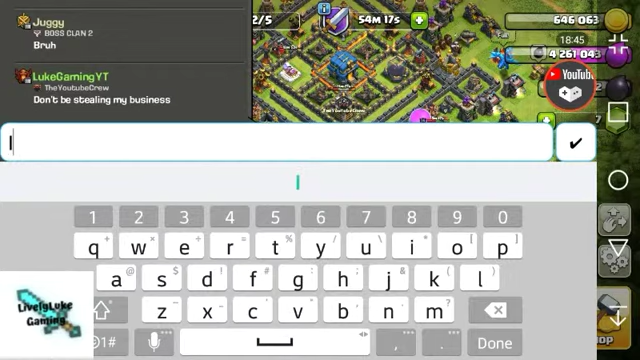 2/5
54M 17s
646 063
Juggy
BOSS CLAN 2
Bruh
18:45
4 261 043
LukeGamingYT
TheYoutubeCrew
Don't be stealing my business
YouTube
I
✔
I
1 2 3 4 5 6 7 8 9 0
q w e r t y u i o p
a s d f g h j k l
z x c v b n m
☺1#
, . Done
LivelyLuke
Gaming